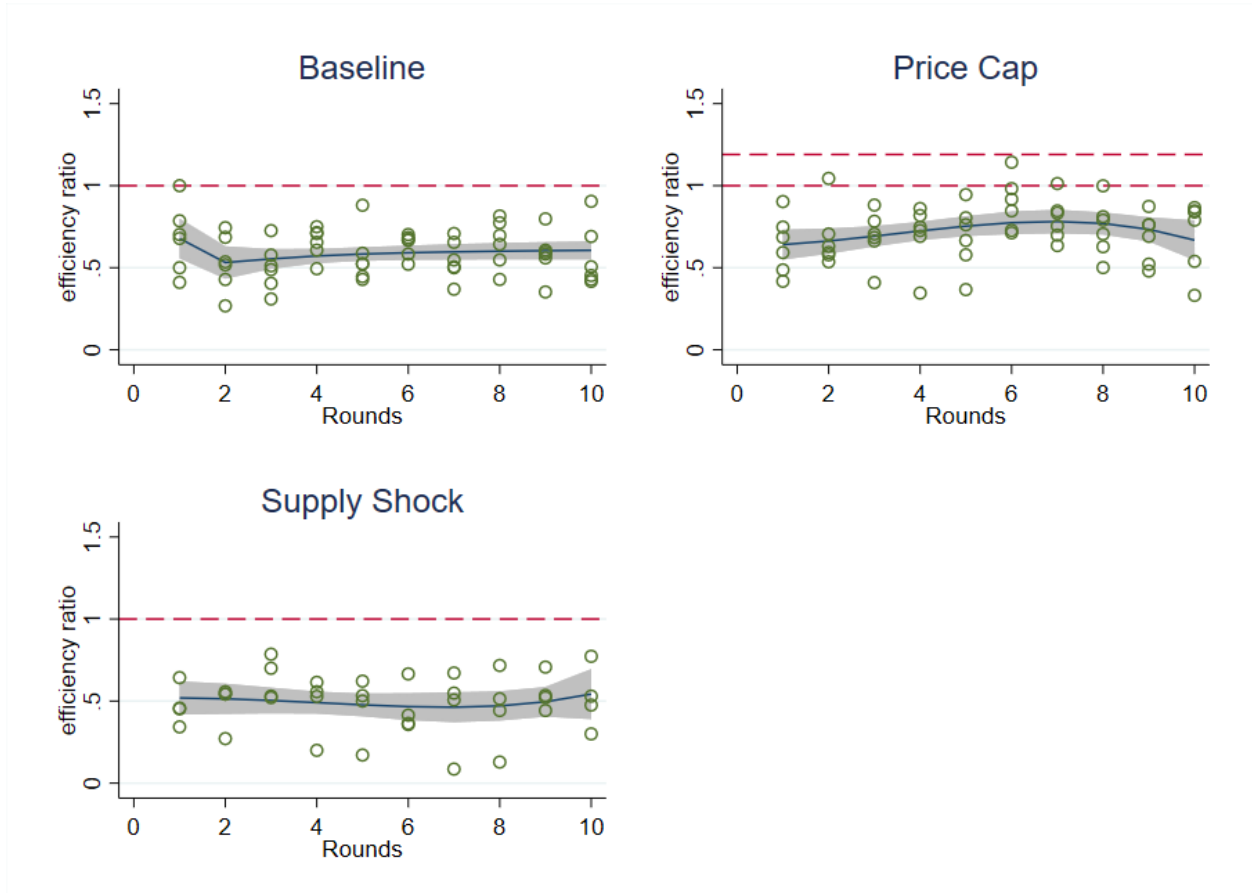 Baseline
efficiency ratio
1.5
1
.5
0
0 2 4 6 8 10
Rounds
Price Cap
efficiency ratio
1.5
1
.5
0
0 2 4 6 8 10
Rounds
Supply Shock
efficiency ratio
1.5
1
.5
0
0 2 4 6 8 10
Rounds